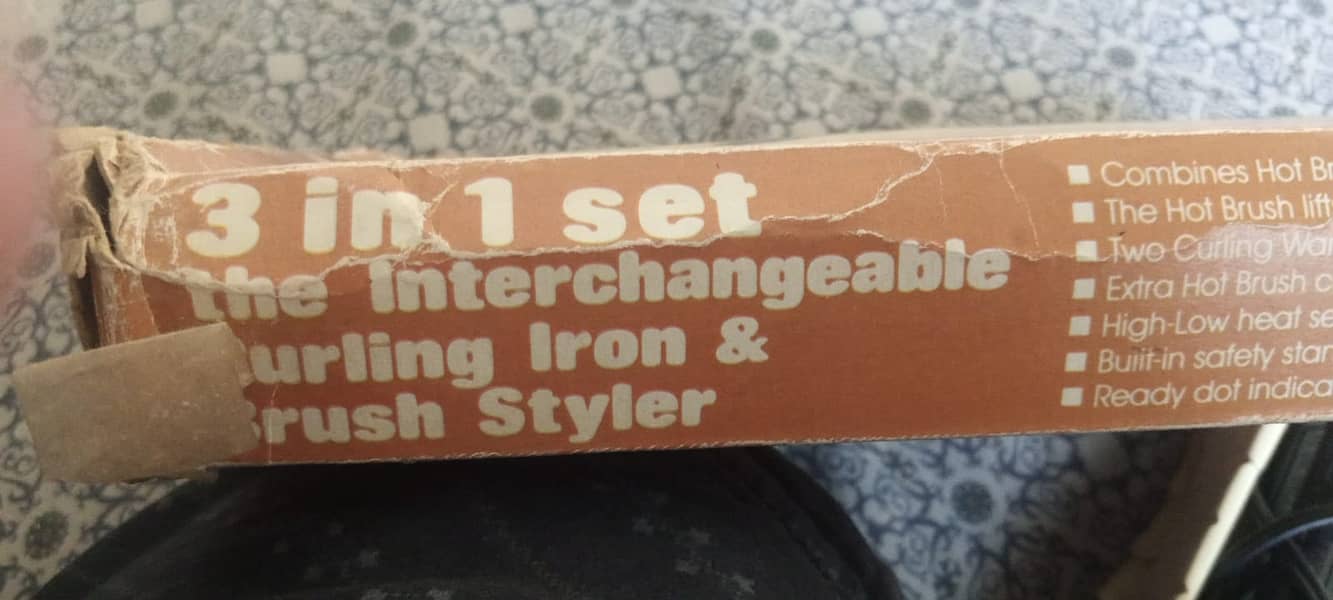 3 in 1 set
the Interchangeable
urling Iron &
rush Styler
Combines Hot Br
The Hot Brush lift
Two Curling Wa
Extra Hot Brush c
High-Low heat se
Built-in safety stan
Ready dot indica